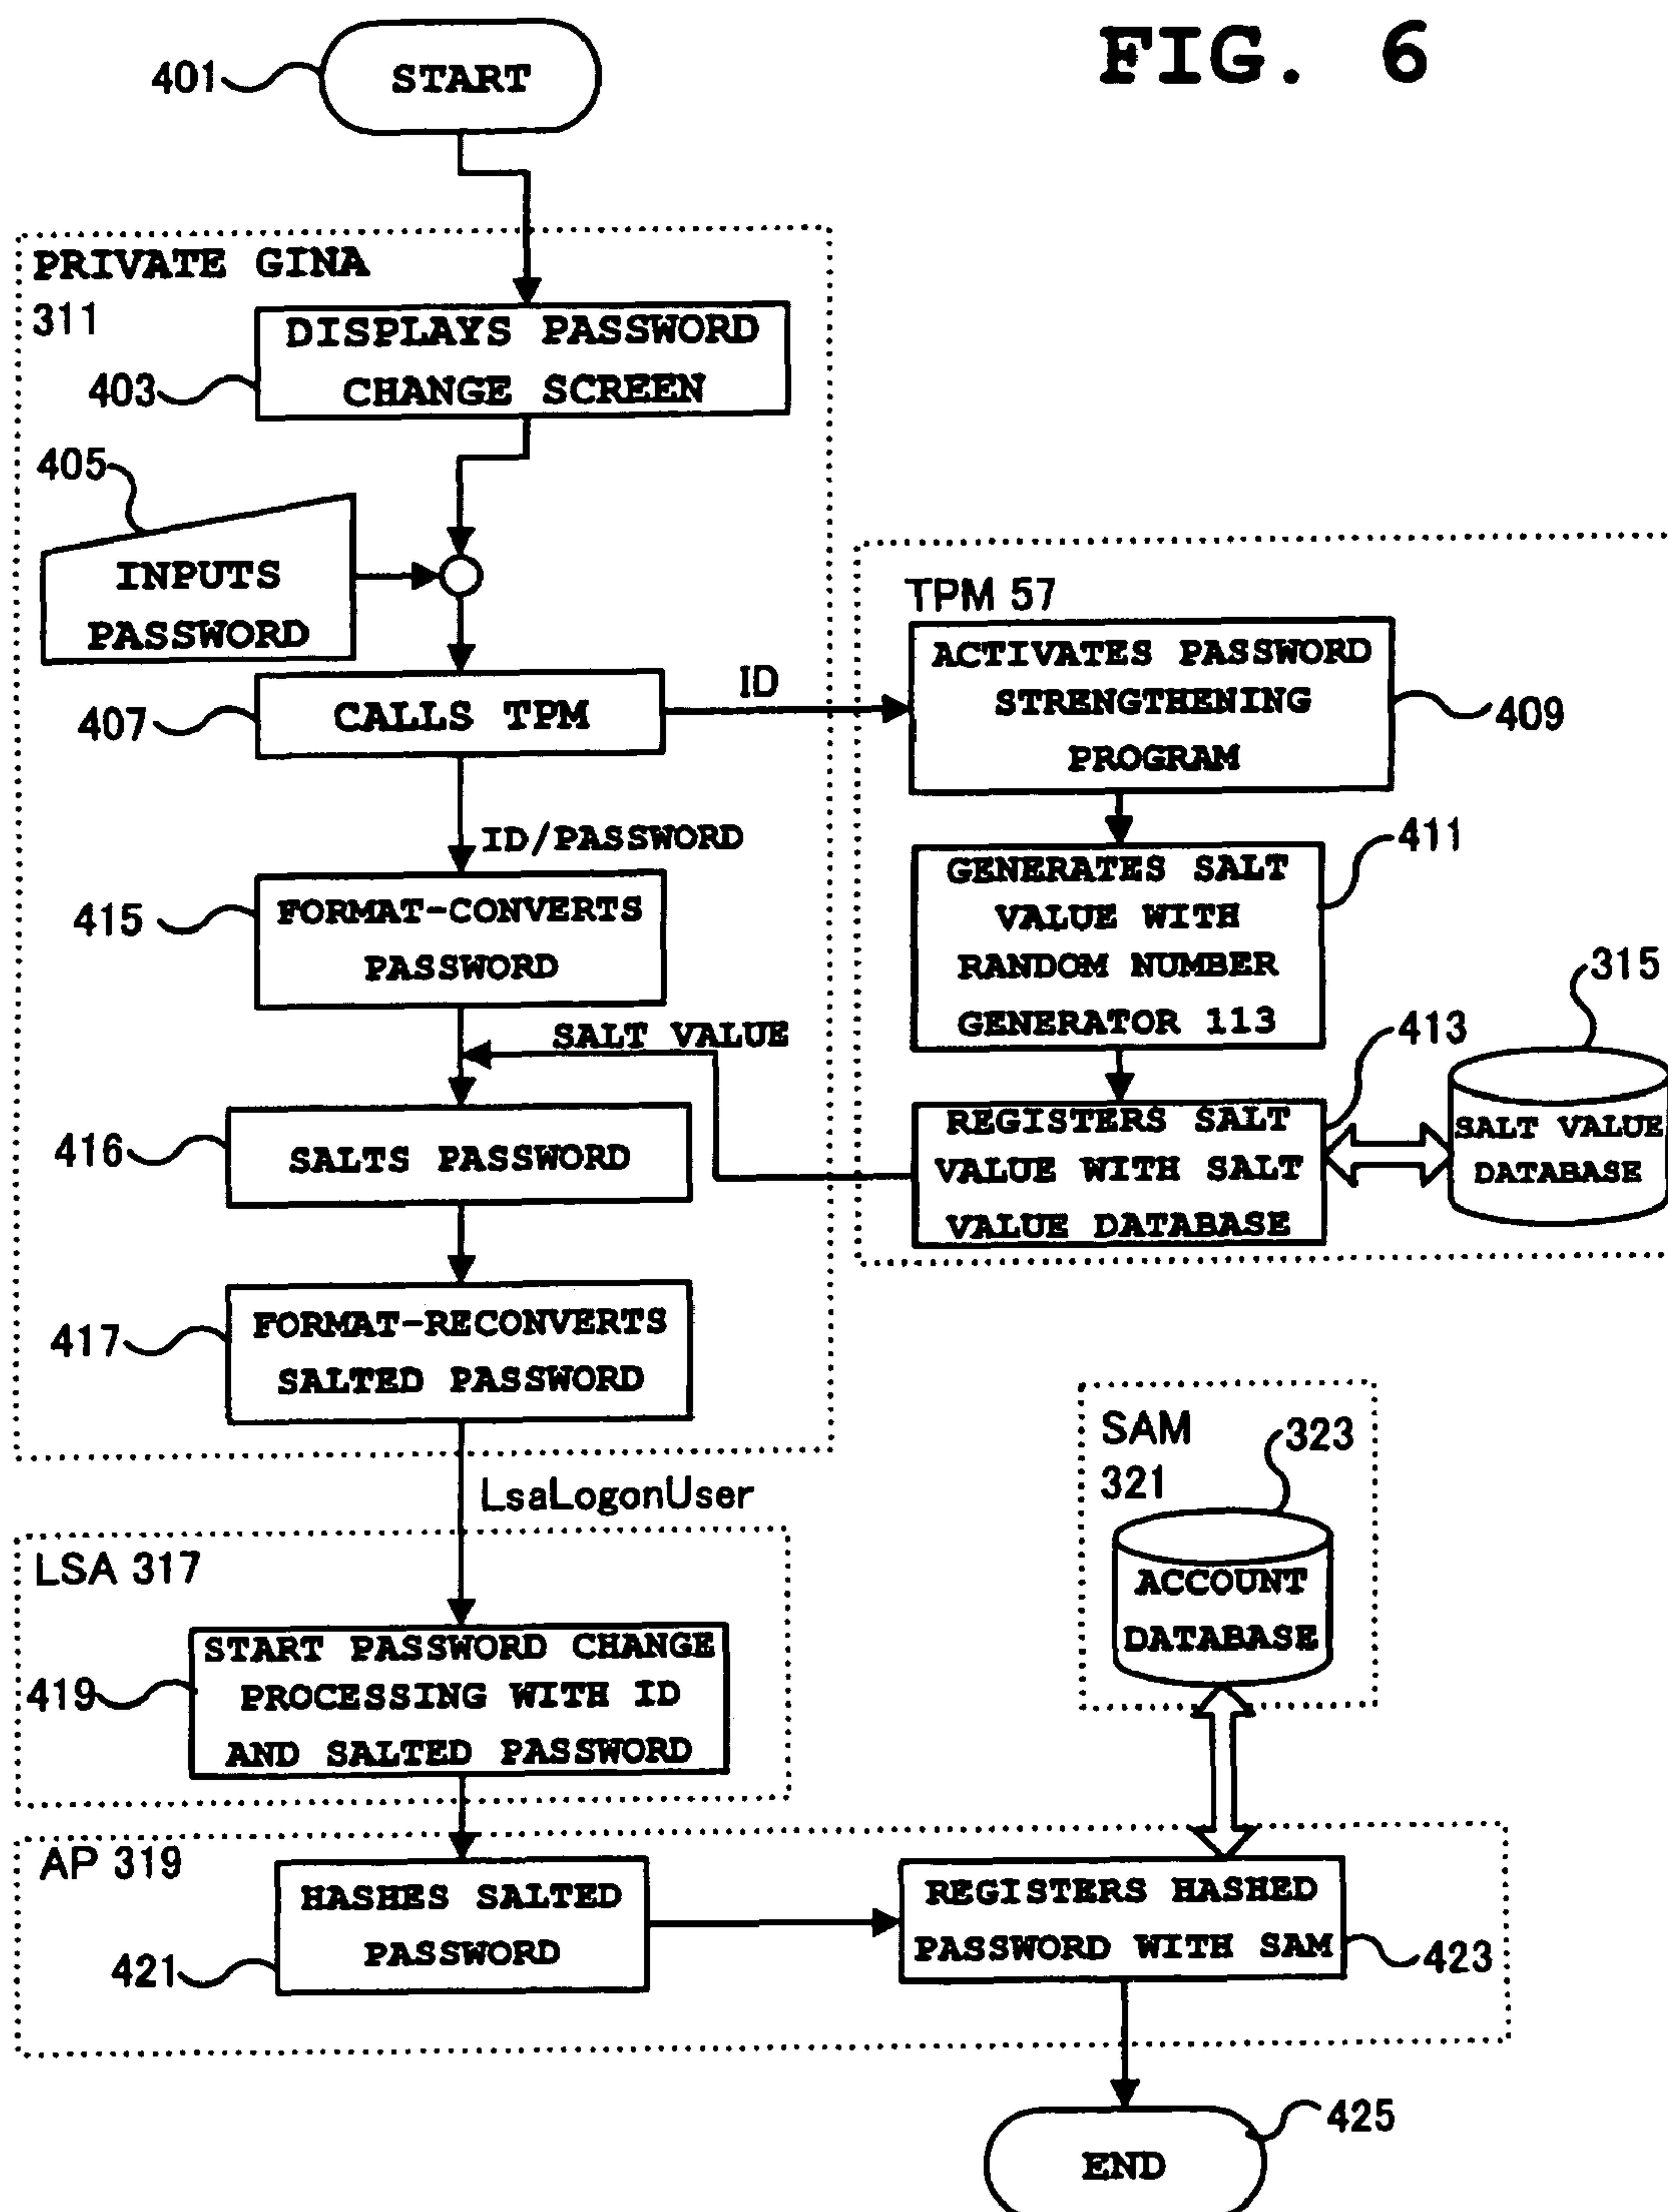 FIG. 6
401
START
PRIVATE GINA
311
DISPLAYS PASSWORD
CHANGE SCREEN
403
405
INPUTS
PASSWORD
407
CALLS TPM
ID
TPM 57
ACTIVATES PASSWORD
STRENGTHENING
PROGRAM
409
ID/PASSWORD
415
FORMAT-CONVERTS
PASSWORD
GENERATES SALT
VALUE WITH
RANDOM NUMBER
GENERATOR 113
411
SALT VALUE
413
315
REGISTERS SALT
VALUE WITH SALT
VALUE DATABASE
SALT VALUE
DATABASE
416
SALTS PASSWORD
417
FORMAT-RECONVERTS
SALTED PASSWORD
SAM
321
323
ACCOUNT
DATABASE
LsaLogonUser
LSA 317
START PASSWORD CHANGE
PROCESSING WITH ID
AND SALTED PASSWORD
419
AP 319
HASHES SALTED
PASSWORD
421
REGISTERS HASHED
PASSWORD WITH SAM
423
425
END